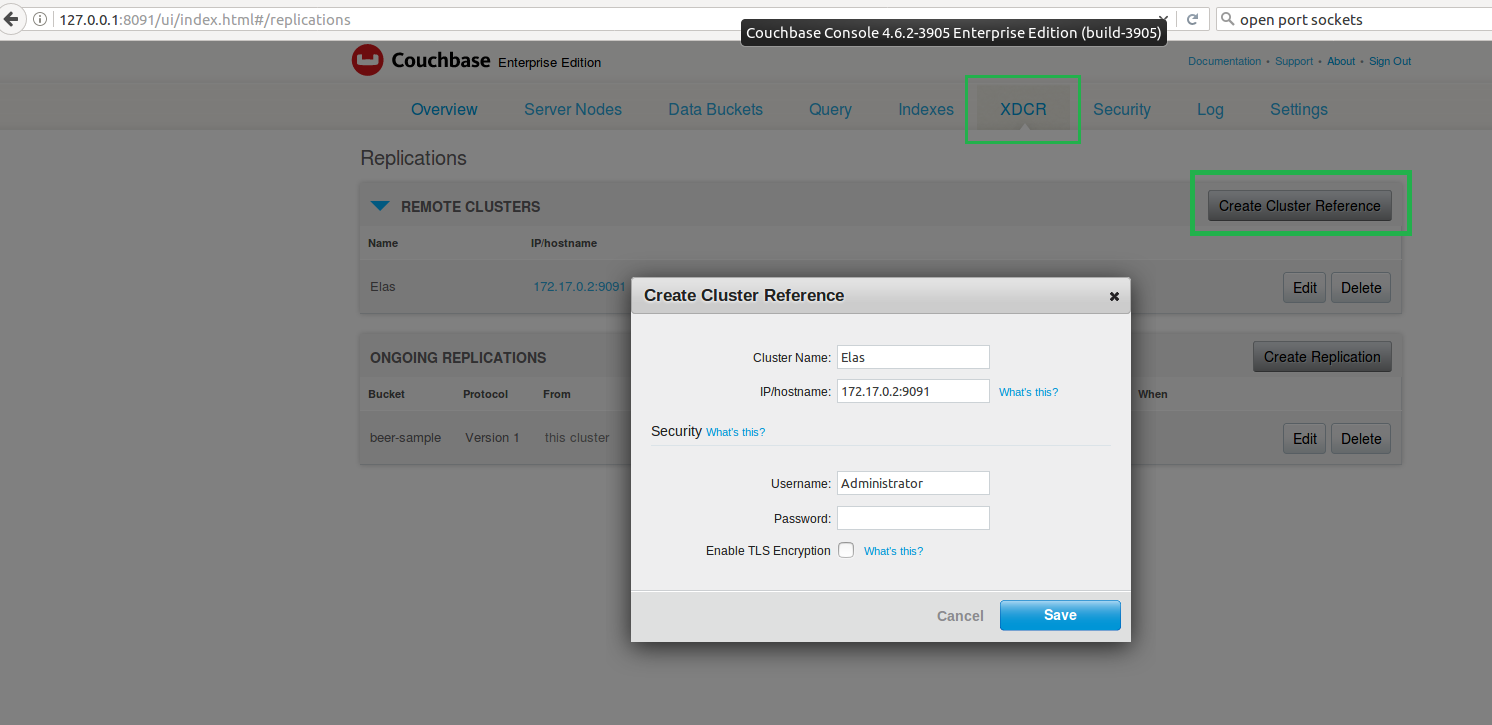 127.0.0.1:8091/ui/index.html#/replications
open port sockets
Couchbase Console 4.6.2-3905 Enterprise Edition (build-3905)
Couchbase Enterprise Edition
Documentation • Support • About • Sign Out
Overview Server Nodes Data Buckets Query Indexes XDCR Security Log Settings
Replications
REMOTE CLUSTERS
Create Cluster Reference
Name IP/hostname
Elas 172.17.0.2:9091 Edit Delete
ONGOING REPLICATIONS
Create Replication
Bucket Protocol From When
beer-sample Version 1 this cluster Edit Delete
Create Cluster Reference
Cluster Name: Elas
IP/hostname: 172.17.0.2:9091 What's this?
Security What's this?
Username: Administrator
Password:
Enable TLS Encryption What's this?
Cancel Save